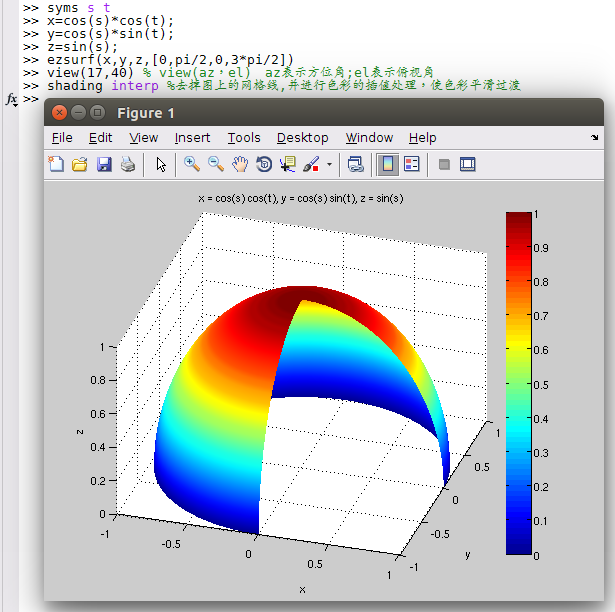 >> syms s t
>> x=cos(s)*cos(t);
>> y=cos(s)*sin(t);
>> z=sin(s);
>> ezsurf(x,y,z,[0,pi/2,0,3*pi/2])
>> view(17,40) % view(az，el)  az表示方位角;el表示俯视角
>> shading interp %去掉图上的网格线,并进行色彩的插值处理，使色彩平滑过渡
fx >>
Figure 1
File Edit View Insert Tools Desktop Window Help
x = cos(s) cos(t), y = cos(s) sin(t), z = sin(s)
1
0.9
0.8
0.7
0.6
0.5
0.4
0.3
0.2
0.1
0
1
0.8
0.6
0.4
0.2
0
z
-1
-0.5
0
0.5
1
x
-1
-0.5
0
0.5
1
y